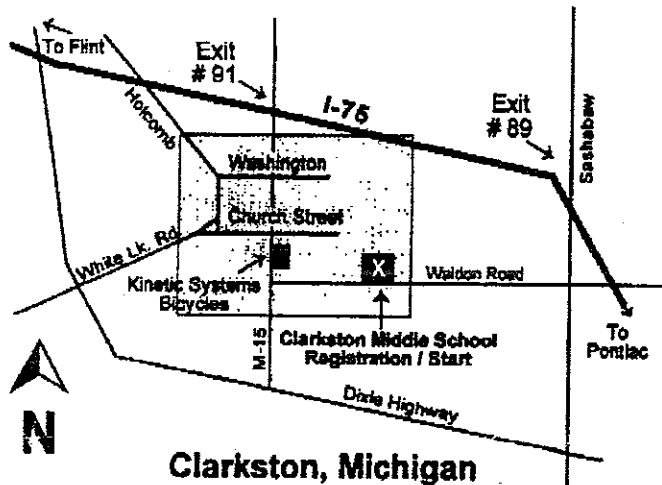 To Flint
Exit
# 91
I-75
Exit
# 89
Sashabaw
Holcomb
Washington
Church Street
White Lk. Rd.
Kinetic Systems
Bicycles
X
Waldon Road
M-15
Clarkston Middle School
Registration / Start
To
Pontiac
Dixie Highway
N
Clarkston, Michigan